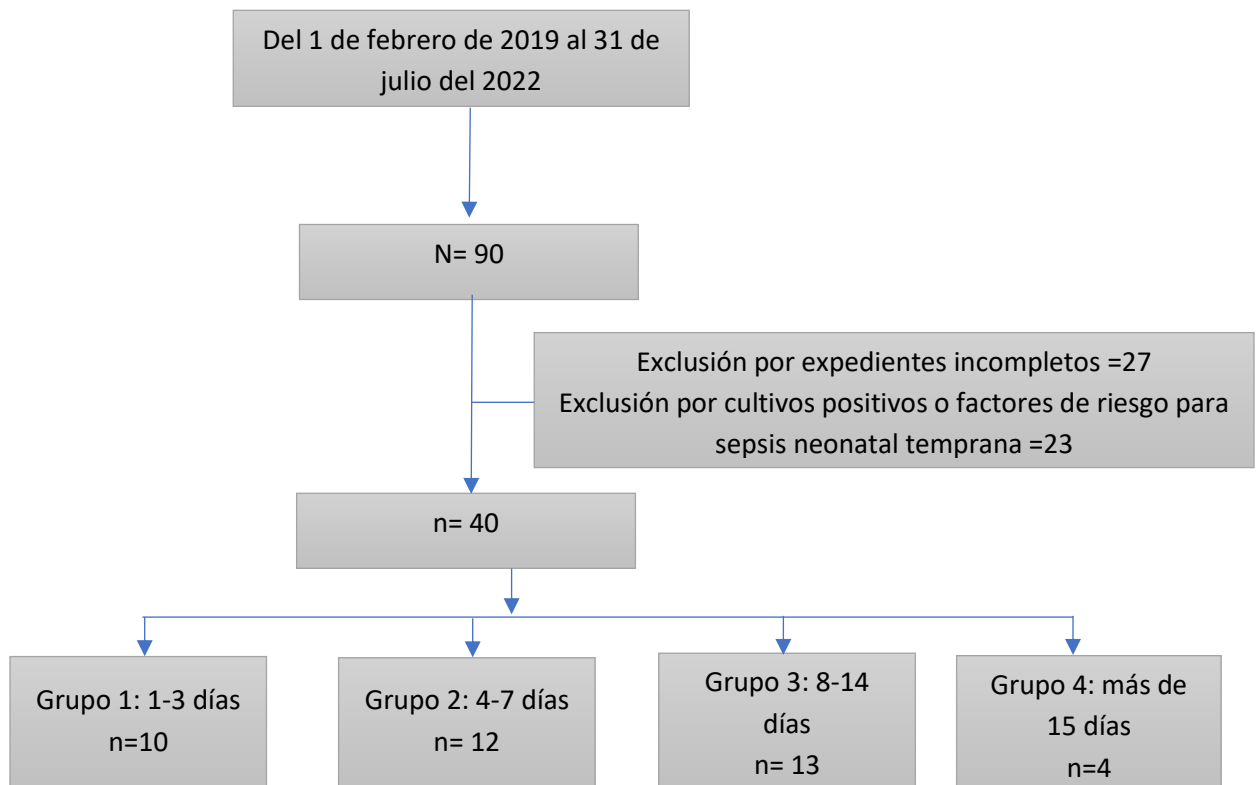 Del 1 de febrero de 2019 al 31 de
julio del 2022
N= 90
Exclusión por expedientes incompletos =27
Exclusión por cultivos positivos o factores de riesgo para
sepsis neonatal temprana =23
n= 40
Grupo 1: 1-3 días
n=10
Grupo 2: 4-7 días
n= 12
Grupo 3: 8-14
días
n= 13
Grupo 4: más de
15 días
n=4